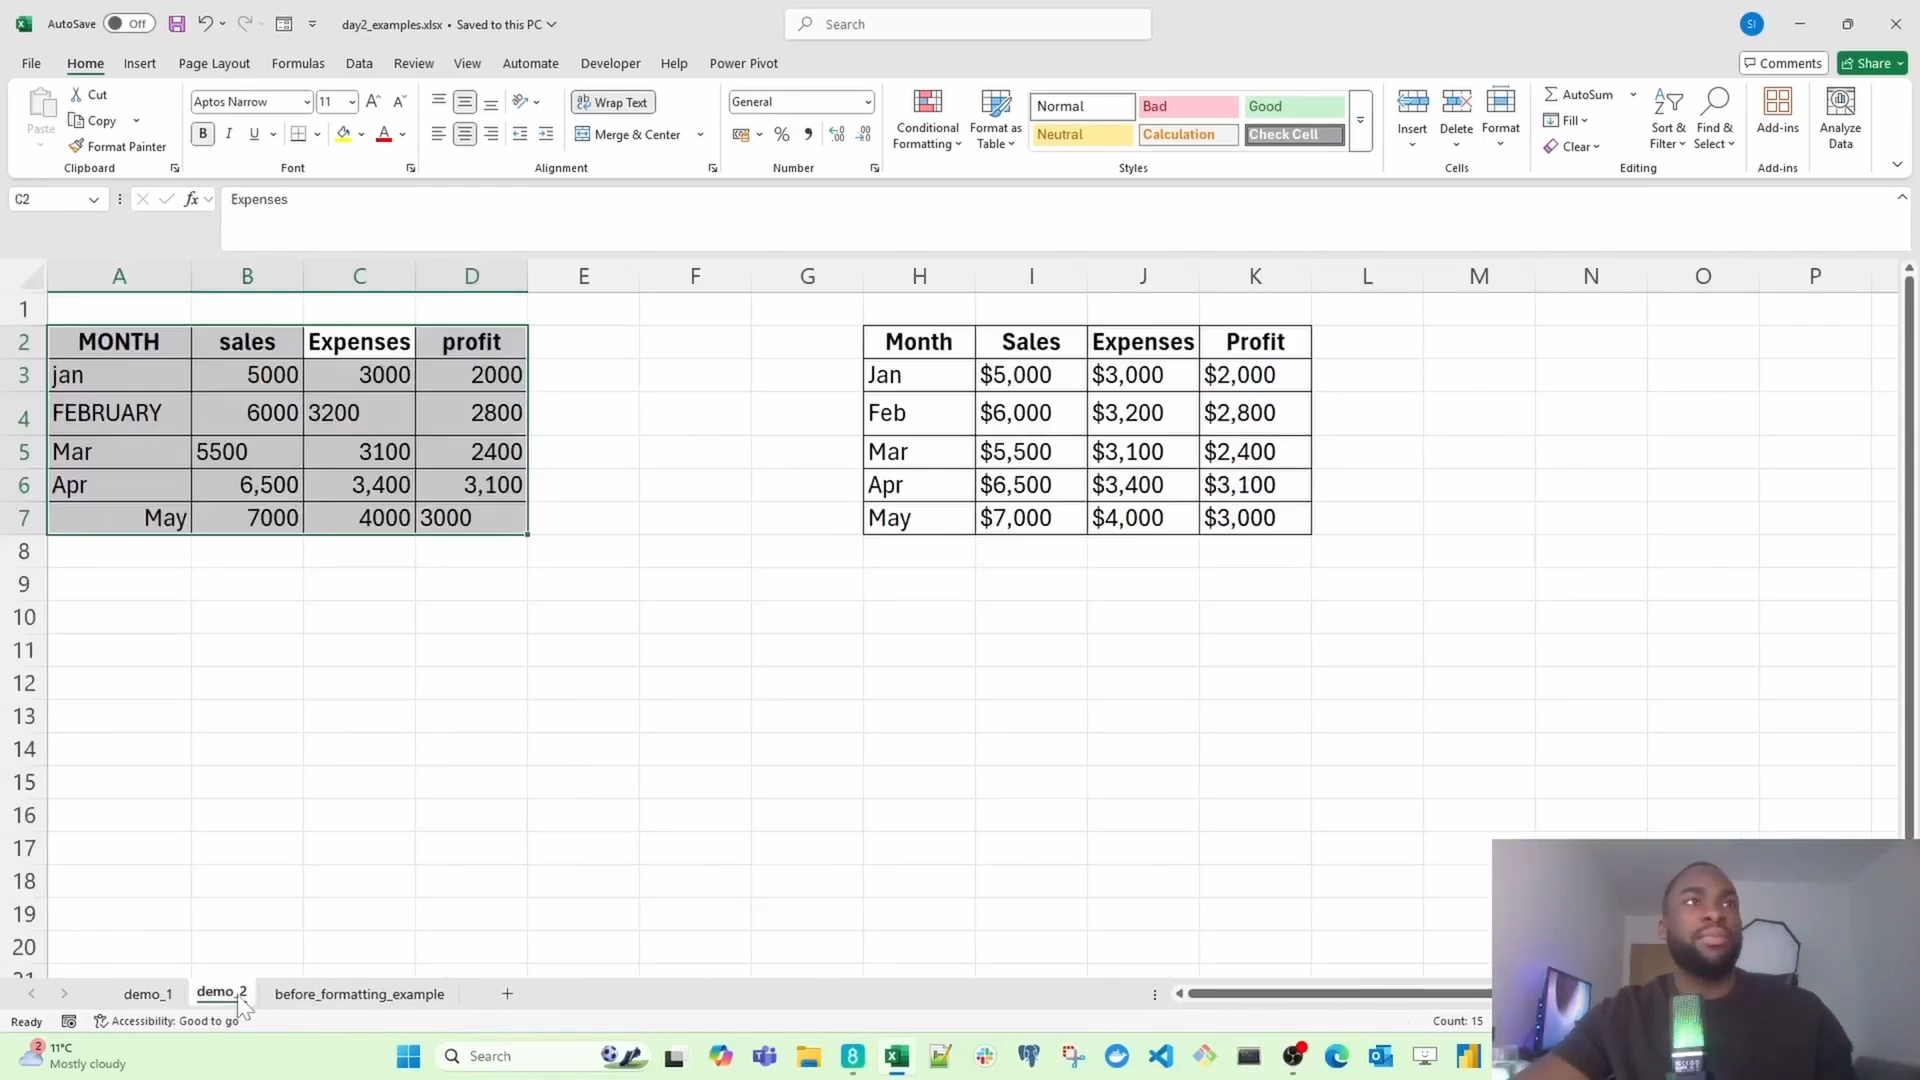 AutoSave Off day2_examples.xlsx • Saved to this PC Search SI
File Home Insert Page Layout Formulas Data Review View Automate Developer Help Power Pivot Comments Share
Paste Cut Copy Format Painter Clipboard
Aptos Narrow 11 B I U A Font
ab Wrap Text Merge & Center Alignment
General % Number
Conditional Formatting Format as Table Normal Bad Good Neutral Calculation Check Cell Styles
Insert Delete Format Cells
AutoSum Fill Clear Sort & Filter Find & Select Editing
Add-ins Add-ins
Analyze Data
C2 fx Expenses
A B C D E F G H I J K L M N O P
1
2 MONTH sales Expenses profit Month Sales Expenses Profit
3 jan 5000 3000 2000 Jan $5,000 $3,000 $2,000
4 FEBRUARY 6000 3200 2800 Feb $6,000 $3,200 $2,800
5 Mar 5500 3100 2400 Mar $5,500 $3,100 $2,400
6 Apr 6,500 3,400 3,100 Apr $6,500 $3,400 $3,100
7 May 7000 4000 3000 May $7,000 $4,000 $3,000
8
9
10
11
12
13
14
15
16
17
18
19
20
21
demo_1 demo_2 before_formatting_example
Ready Accessibility: Good to go Count: 15
2 11°C
Mostly cloudy
Search